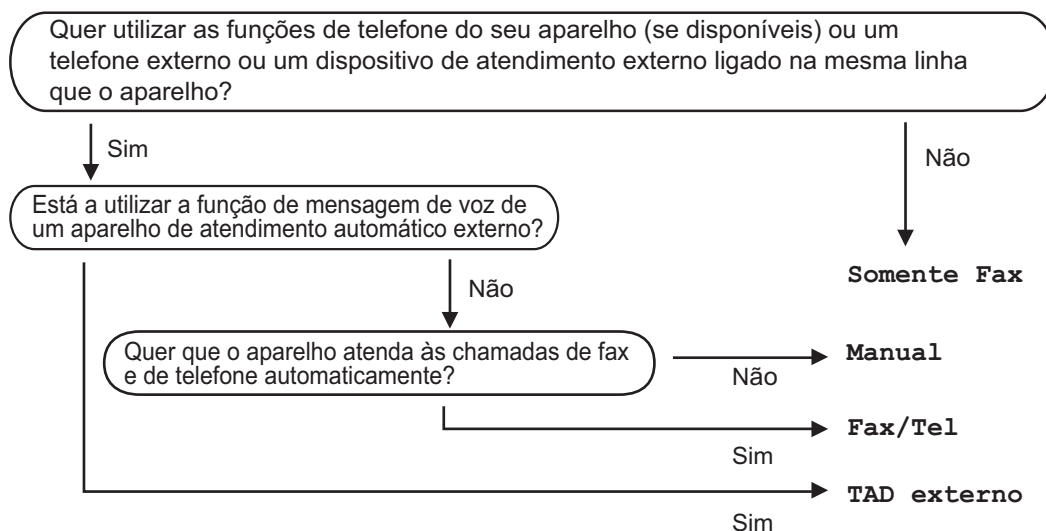 Quer utilizar as funções de telefone do seu aparelho (se disponíveis) ou um
telefone externo ou um dispositivo de atendimento externo ligado na mesma linha
que o aparelho?
Sim
Não
Está a utilizar a função de mensagem de voz de
um aparelho de atendimento automático externo?
Somente Fax
Não
Quer que o aparelho atenda às chamadas de fax
e de telefone automaticamente?
Manual
Não
Fax/Tel
Sim
TAD externo
Sim